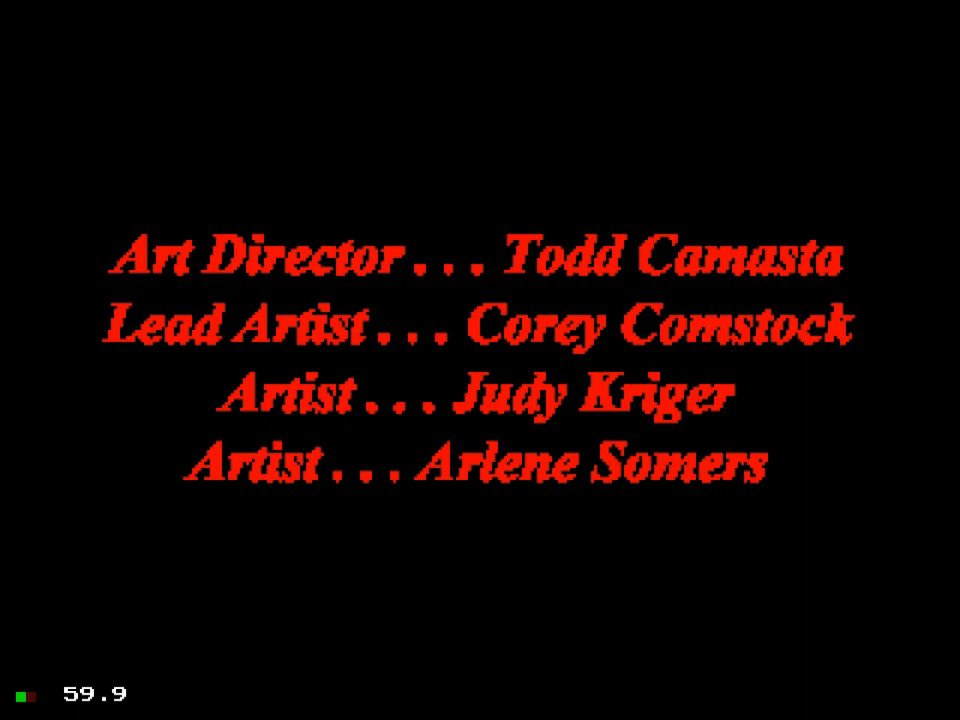 Art Director . . . Todd Camasta
Lead Artist . . . Corey Comstock
Artist . . . Judy Kriger
Artist . . . Arlene Somers
59.9